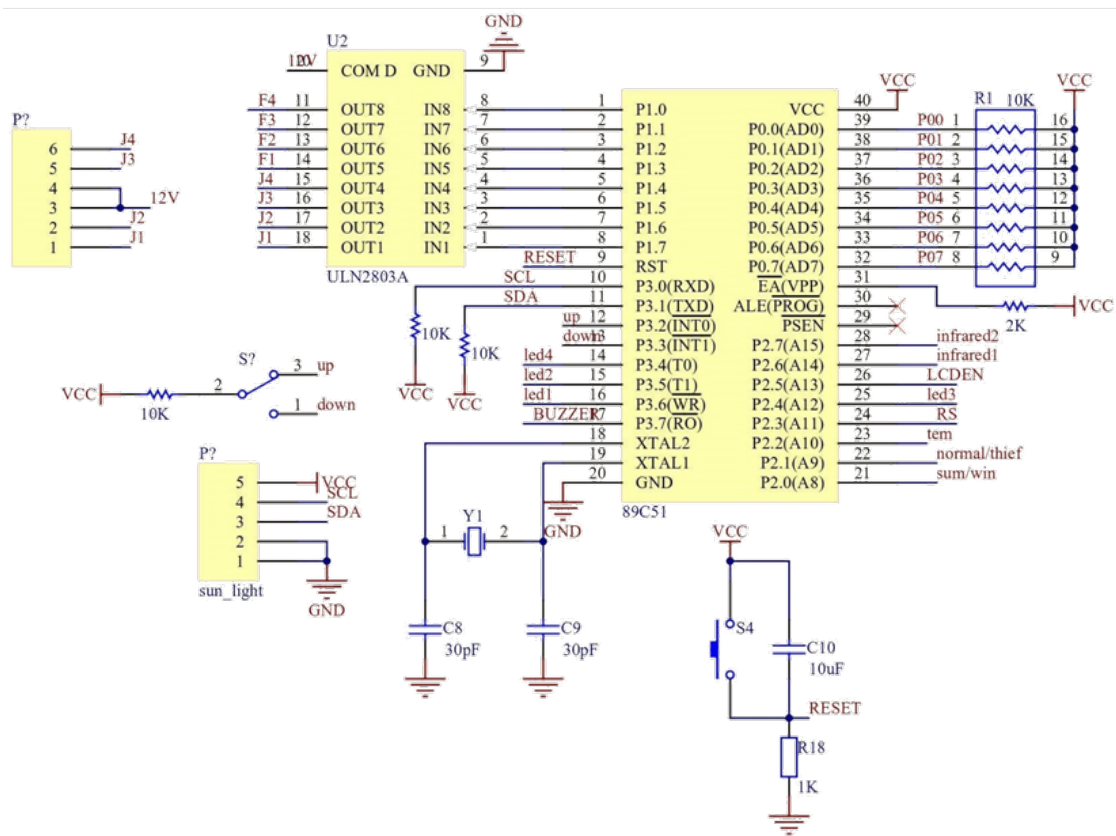 GND
U2
120V
COM D GND 9
F4 11 OUT8 IN8 8
F3 12 OUT7 IN7 7
F2 13 OUT6 IN6 6
F1 14 OUT5 IN5 5
J4 15 OUT4 IN4 4
J3 16 OUT3 IN3 3
J2 17 OUT2 IN2 2
J1 18 OUT1 IN1 1
ULN2803A
P?
6 J4
5 J3
4
3 12V
2 J2
1 J1
VCC
1 P1.0 VCC 40
2 P1.1 P0.0(AD0) 39 P00
3 P1.2 P0.1(AD1) 38 P01
4 P1.3 P0.2(AD2) 37 P02
5 P1.4 P0.3(AD3) 36 P03
6 P1.5 P0.4(AD4) 35 P04
7 P1.6 P0.5(AD5) 34 P05
8 P1.7 P0.6(AD6) 33 P06
RESET 9 RST P0.7(AD7) 32 P07
SCL 10 P3.0(RXD) EA(VPP) 31
SDA 11 P3.1(TXD) ALE(PROG) 30
up 12 P3.2(INT0) PSEN 29
down 13 P3.3(INT1) P2.7(A15) 28 infrared2
led4 14 P3.4(T0) P2.6(A14) 27 infrared1
led2 15 P3.5(T1) P2.5(A13) 26 LCDEN
led1 16 P3.6(WR) P2.4(A12) 25 led3
BUZZER 17 P3.7(RO) P2.3(A11) 24 RS
18 XTAL2 P2.2(A10) 23 tem
19 XTAL1 P2.1(A9) 22 normal/thief
20 GND P2.0(A8) 21 sum/win
89C51
GND
VCC
R1 10K
1 16
2 15
3 14
4 13
5 12
6 11
7 10
8 9
2K VCC
10K
10K
VCC
VCC
S?
VCC 10K 2 3 up
1 down
P?
5 VCC
4 SCL
3 SDA
2
1
sun_light
GND
Y1
1 2
C8
30pF
C9
30pF
VCC
S4
C10
10uF
RESET
R18
1K